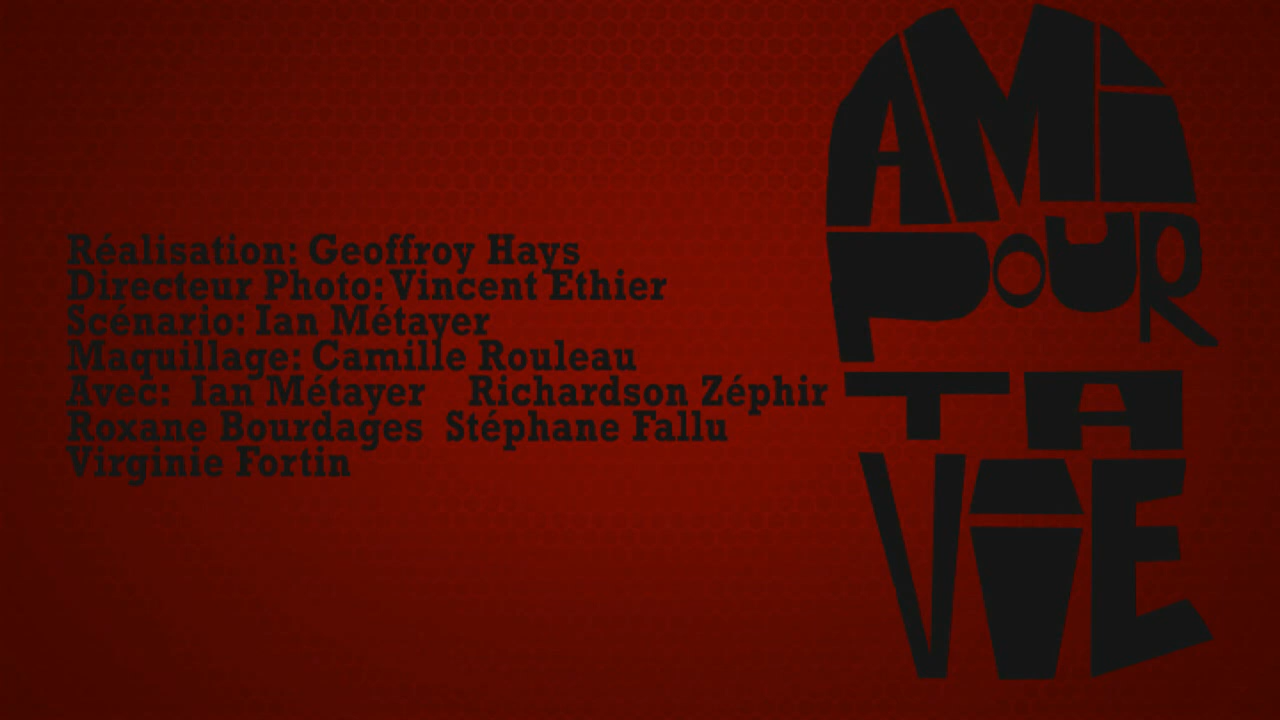 Réalisation: Geoffroy Hays
Directeur Photo: Vincent Ethier
Scénario: Ian Métayer
Maquillage: Camille Rouleau
Avec: Ian Métayer Richardson Zéphir
Roxane Bourdages Stéphane Fallu
Virginie Fortin
AMi
POUR
TA
ViE